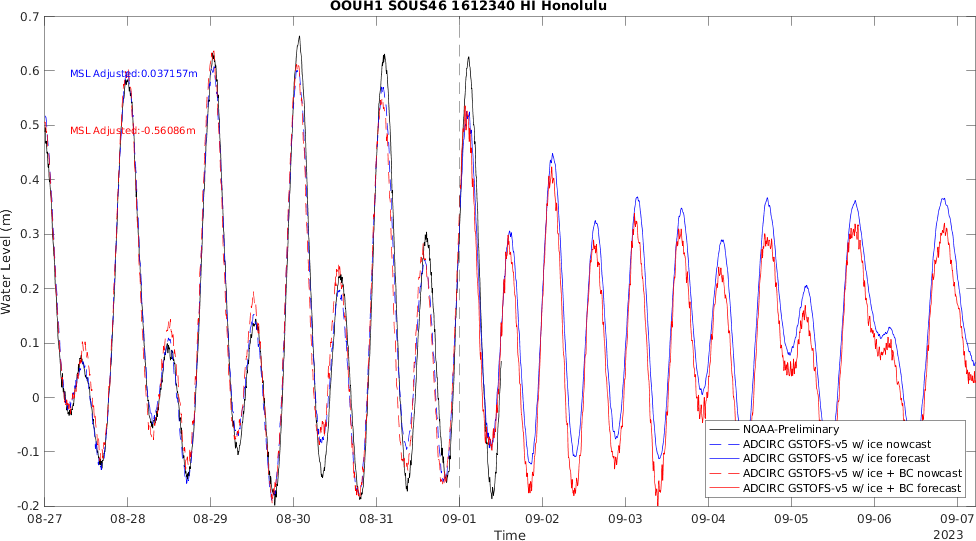 OOUH1 SOUS46 1612340 HI Honolulu
0.7
0.6
0.5
0.4
0.3
0.2
0.1
0
-0.1
-0.2
Water Level (m)
MSL Adjusted:0.037157m
MSL Adjusted:-0.56086m
NOAA-Preliminary
ADCIRC GSTOFS-v5 w/ ice nowcast
ADCIRC GSTOFS-v5 w/ ice forecast
ADCIRC GSTOFS-v5 w/ ice + BC nowcast
ADCIRC GSTOFS-v5 w/ ice + BC forecast
08-27 08-28 08-29 08-30 08-31 09-01 09-02 09-03 09-04 09-05 09-06 09-07
2023
Time